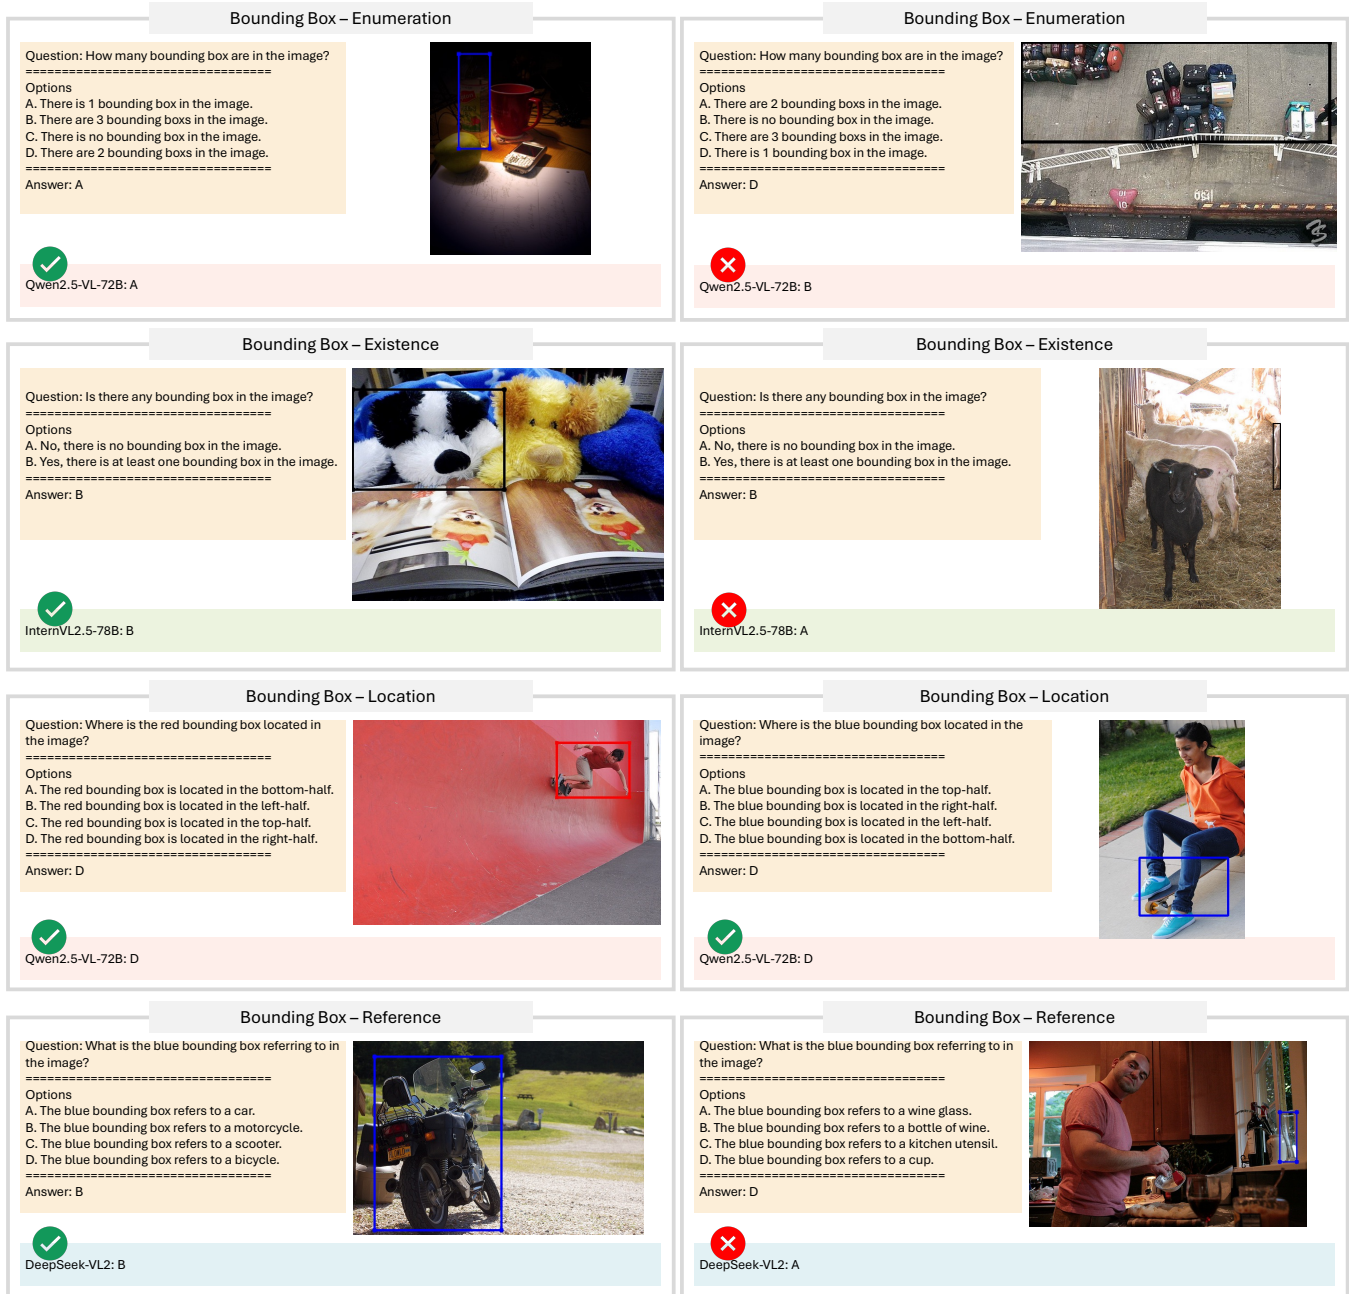 Bounding Box – Enumeration
Question: How many bounding box are in the image?
==================================
Options
A. There is 1 bounding box in the image.
B. There are 3 bounding boxs in the image.
C. There is no bounding box in the image.
D. There are 2 bounding boxs in the image.
==================================
Answer: A
Qwen2.5-VL-72B: A
Bounding Box – Enumeration
Question: How many bounding box are in the image?
==================================
Options
A. There are 2 bounding boxs in the image.
B. There is no bounding box in the image.
C. There are 3 bounding boxs in the image.
D. There is 1 bounding box in the image.
==================================
Answer: D
Qwen2.5-VL-72B: B
Bounding Box – Existence
Question: Is there any bounding box in the image?
==================================
Options
A. No, there is no bounding box in the image.
B. Yes, there is at least one bounding box in the image.
==================================
Answer: B
InternVL2.5-78B: B
Bounding Box – Existence
Question: Is there any bounding box in the image?
==================================
Options
A. No, there is no bounding box in the image.
B. Yes, there is at least one bounding box in the image.
==================================
Answer: B
InternVL2.5-78B: A
Bounding Box – Location
Question: Where is the red bounding box located in
the image?
==================================
Options
A. The red bounding box is located in the bottom-half.
B. The red bounding box is located in the left-half.
C. The red bounding box is located in the top-half.
D. The red bounding box is located in the right-half.
==================================
Answer: D
Qwen2.5-VL-72B: D
Bounding Box – Location
Question: Where is the blue bounding box located in the
image?
==================================
Options
A. The blue bounding box is located in the top-half.
B. The blue bounding box is located in the right-half.
C. The blue bounding box is located in the left-half.
D. The blue bounding box is located in the bottom-half.
==================================
Answer: D
Qwen2.5-VL-72B: D
Bounding Box – Reference
Question: What is the blue bounding box referring to in
the image?
==================================
Options
A. The blue bounding box refers to a car.
B. The blue bounding box refers to a motorcycle.
C. The blue bounding box refers to a scooter.
D. The blue bounding box refers to a bicycle.
==================================
Answer: B
DeepSeek-VL2: B
Bounding Box – Reference
Question: What is the blue bounding box referring to in
the image?
==================================
Options
A. The blue bounding box refers to a wine glass.
B. The blue bounding box refers to a bottle of wine.
C. The blue bounding box refers to a kitchen utensil.
D. The blue bounding box refers to a cup.
==================================
Answer: D
DeepSeek-VL2: A